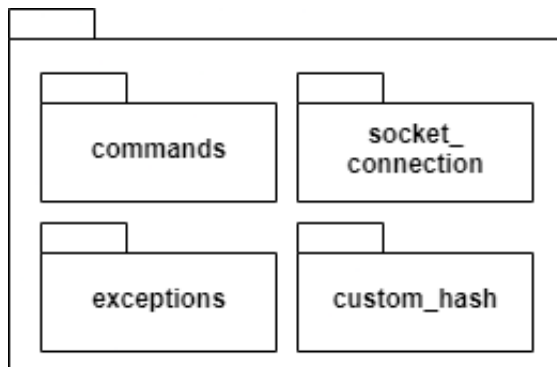 commands
socket_
connection
exceptions
custom_hash